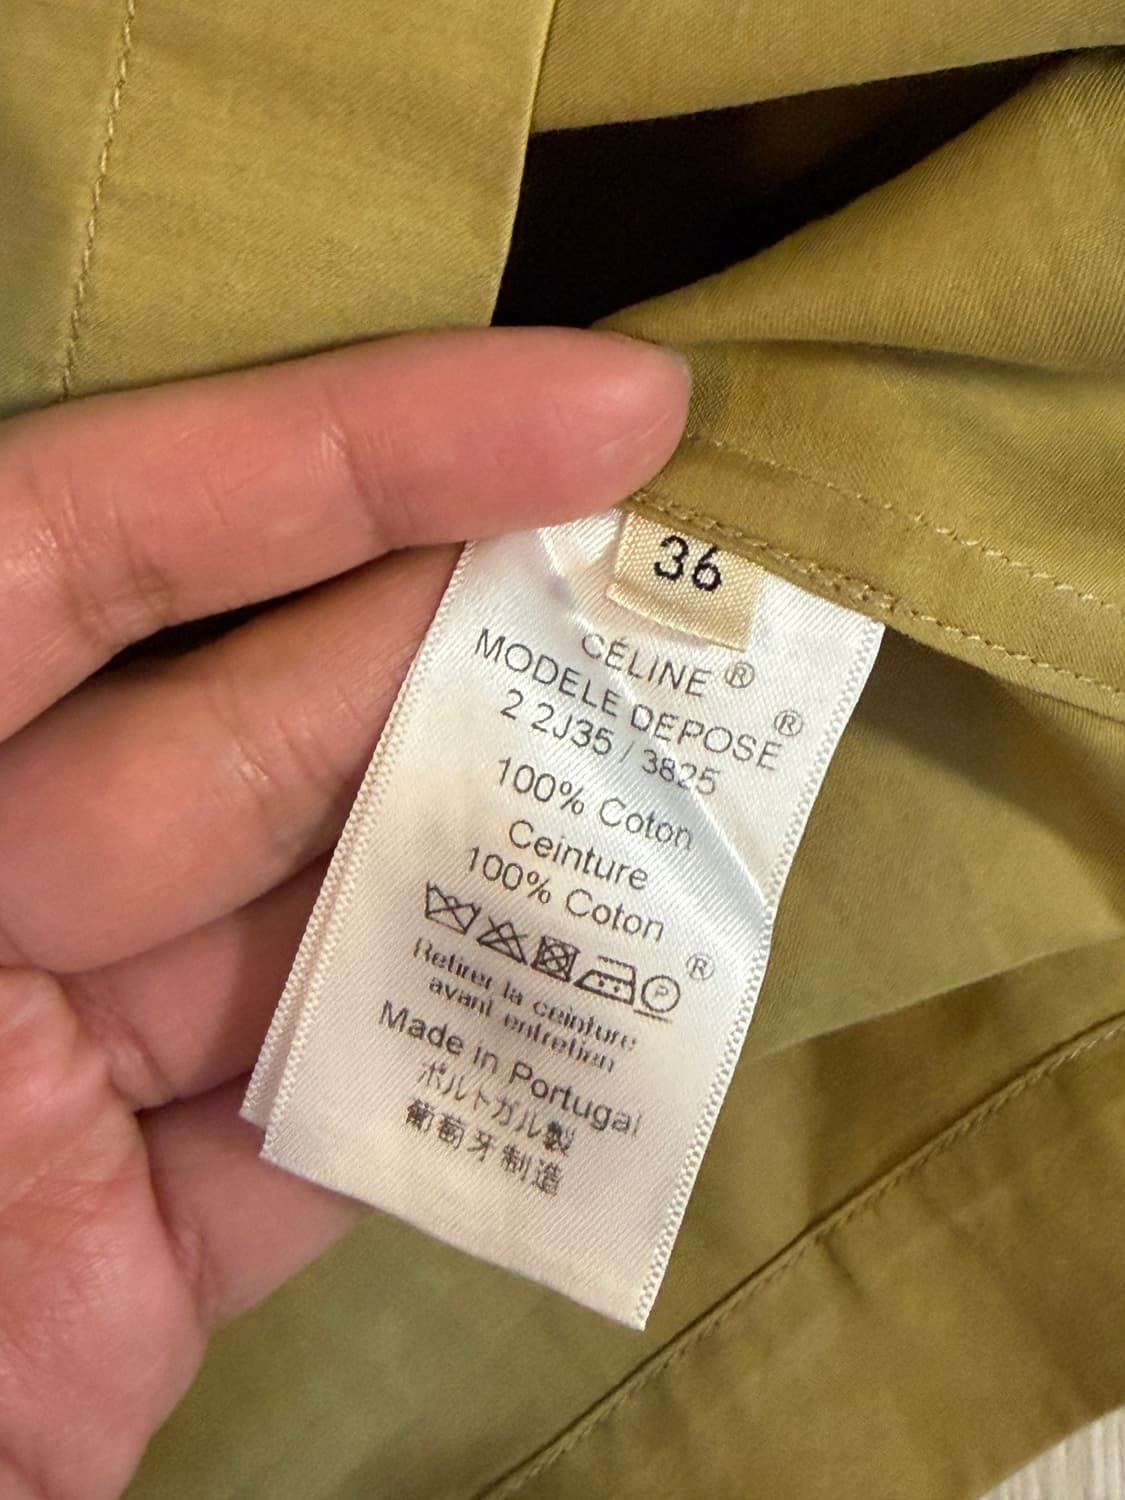 36
CÉLINE ®
MODELE DEPOSE ®
2 2J35 / 3825
100% Coton
Ceinture
100% Coton
P ®
Retirer la ceinture
avant entretien
Made in Portugal
ポルトガル製
葡萄牙制造